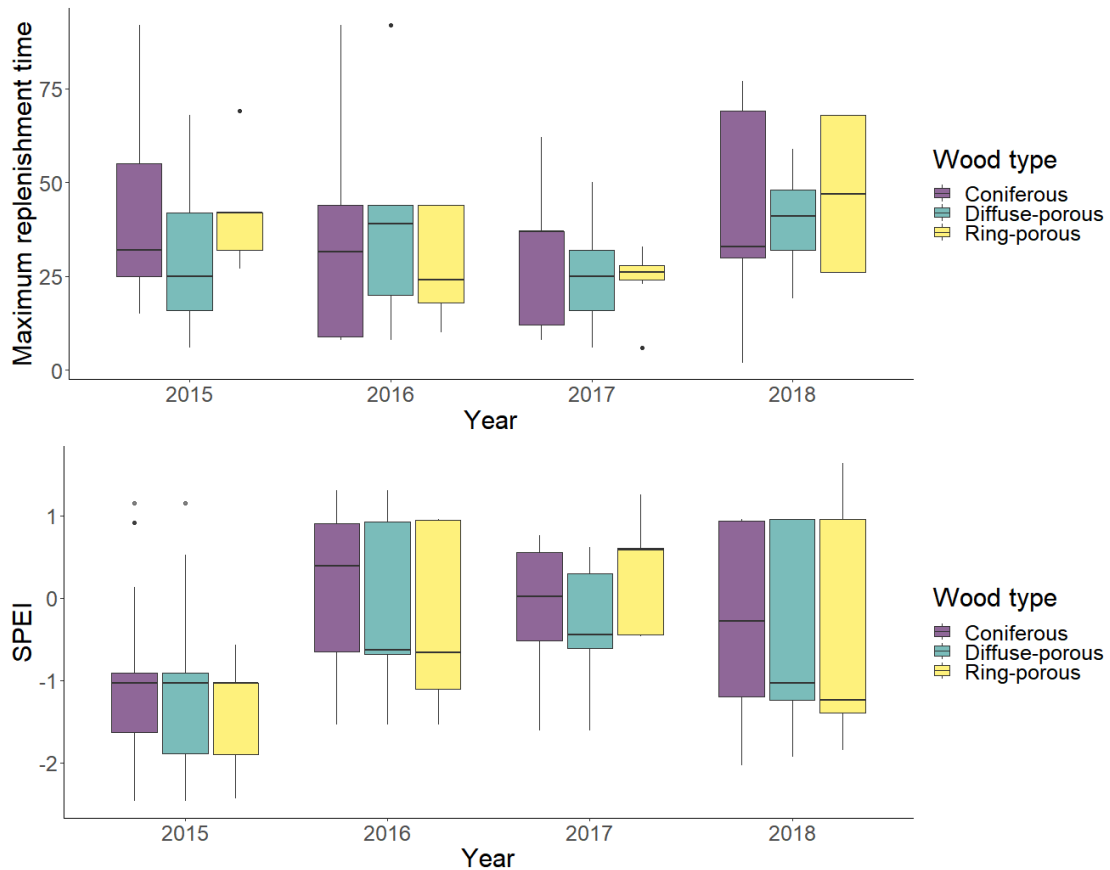 Maximum replenishment time
75
50
25
0
2015 2016 2017 2018
Year
Wood type
Coniferous
Diffuse-porous
Ring-porous
SPEI
1
0
-1
-2
2015 2016 2017 2018
Year
Wood type
Coniferous
Diffuse-porous
Ring-porous